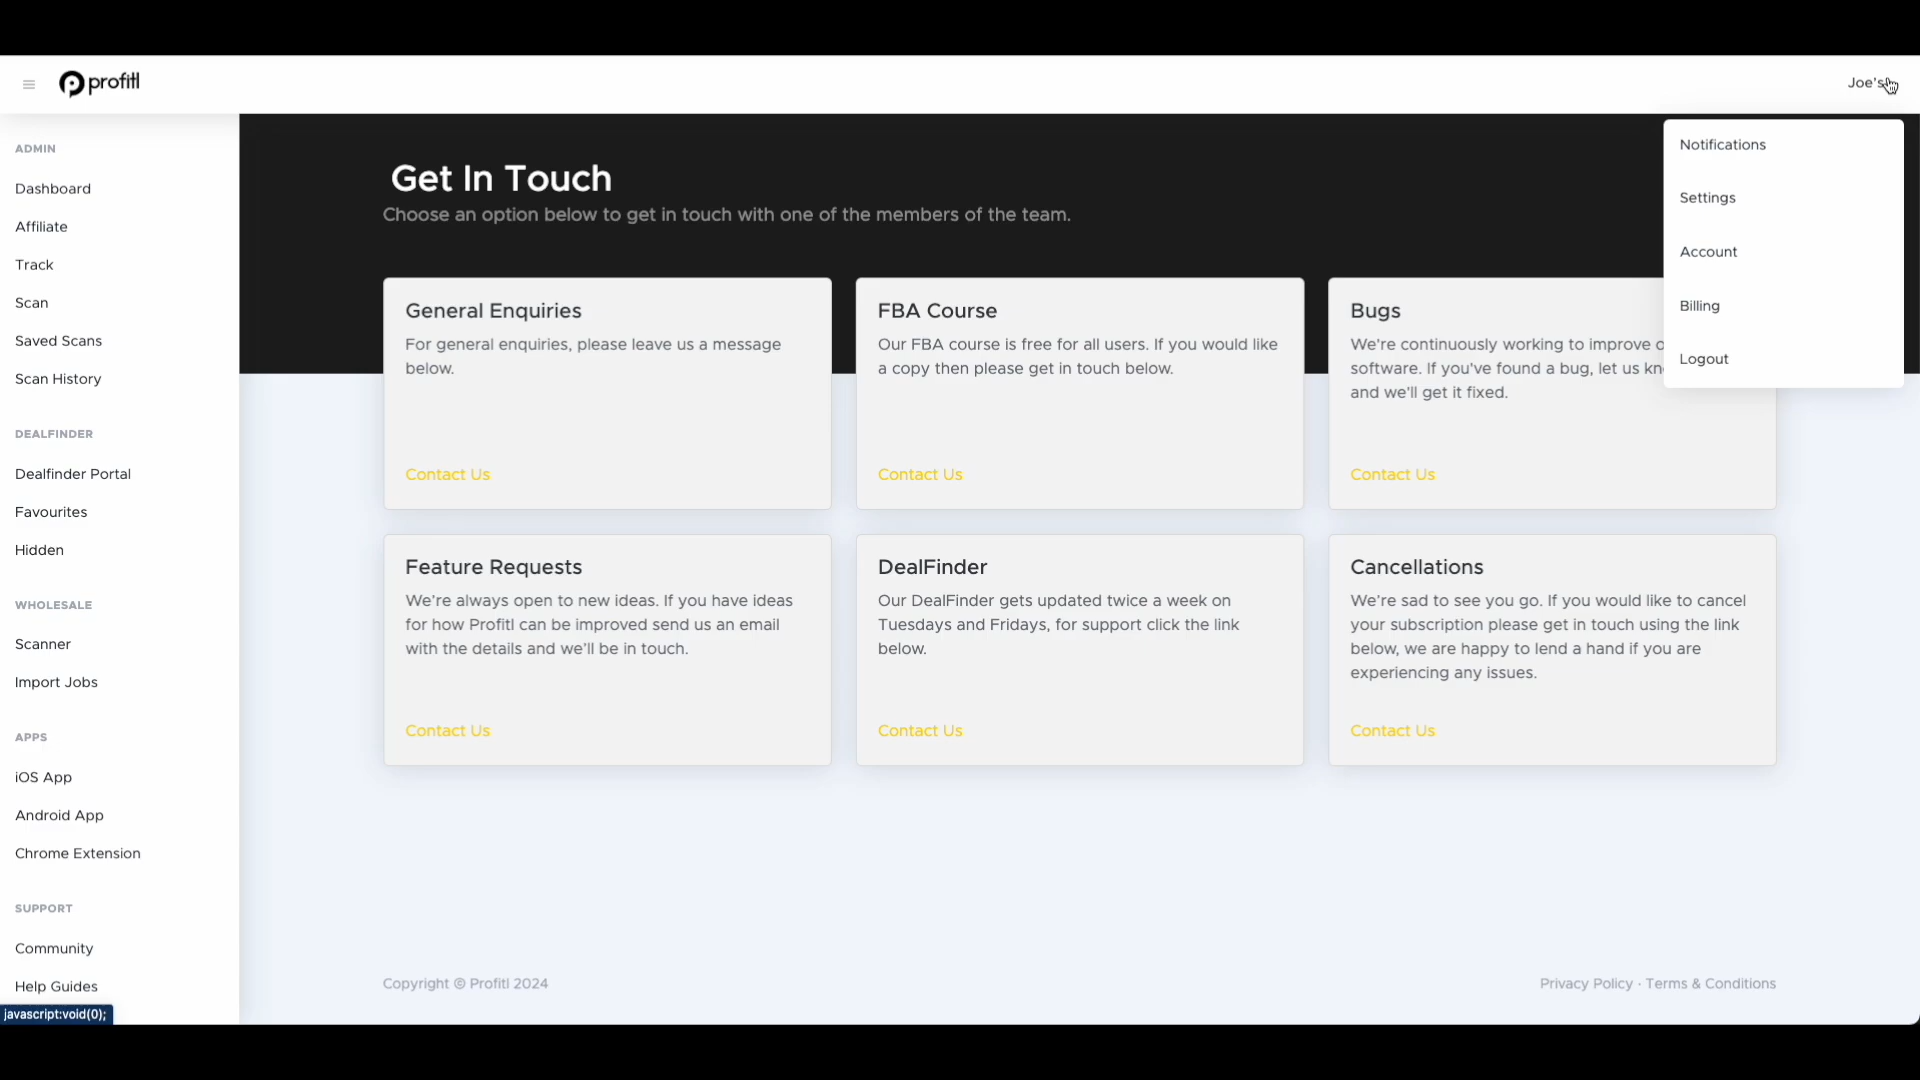 profitl
Joe's
ADMIN
Dashboard
Affiliate
Track
Scan
Saved Scans
Scan History
DEALFINDER
Dealfinder Portal
Favourites
Hidden
WHOLESALE
Scanner
Import Jobs
APPS
iOS App
Android App
Chrome Extension
SUPPORT
Community
Help Guides
javascript:void(0);
Get In Touch
Choose an option below to get in touch with one of the members of the team.
Notifications
Settings
Account
Billing
Logout
General Enquiries
For general enquiries, please leave us a message
below.
Contact Us
FBA Course
Our FBA course is free for all users. If you would like
a copy then please get in touch below.
Contact Us
Bugs
We're continuously working to improve
software. If you've found a bug, let us
and we'll get it fixed.
Contact Us
Feature Requests
We're always open to new ideas. If you have ideas
for how Profitl can be improved send us an email
with the details and we'll be in touch.
Contact Us
DealFinder
Our DealFinder gets updated twice a week on
Tuesdays and Fridays, for support click the link
below.
Contact Us
Cancellations
We're sad to see you go. If you would like to cancel
your subscription please get in touch using the link
below, we are happy to lend a hand if you are
experiencing any issues.
Contact Us
Copyright © Profitl 2024
Privacy Policy · Terms & Conditions